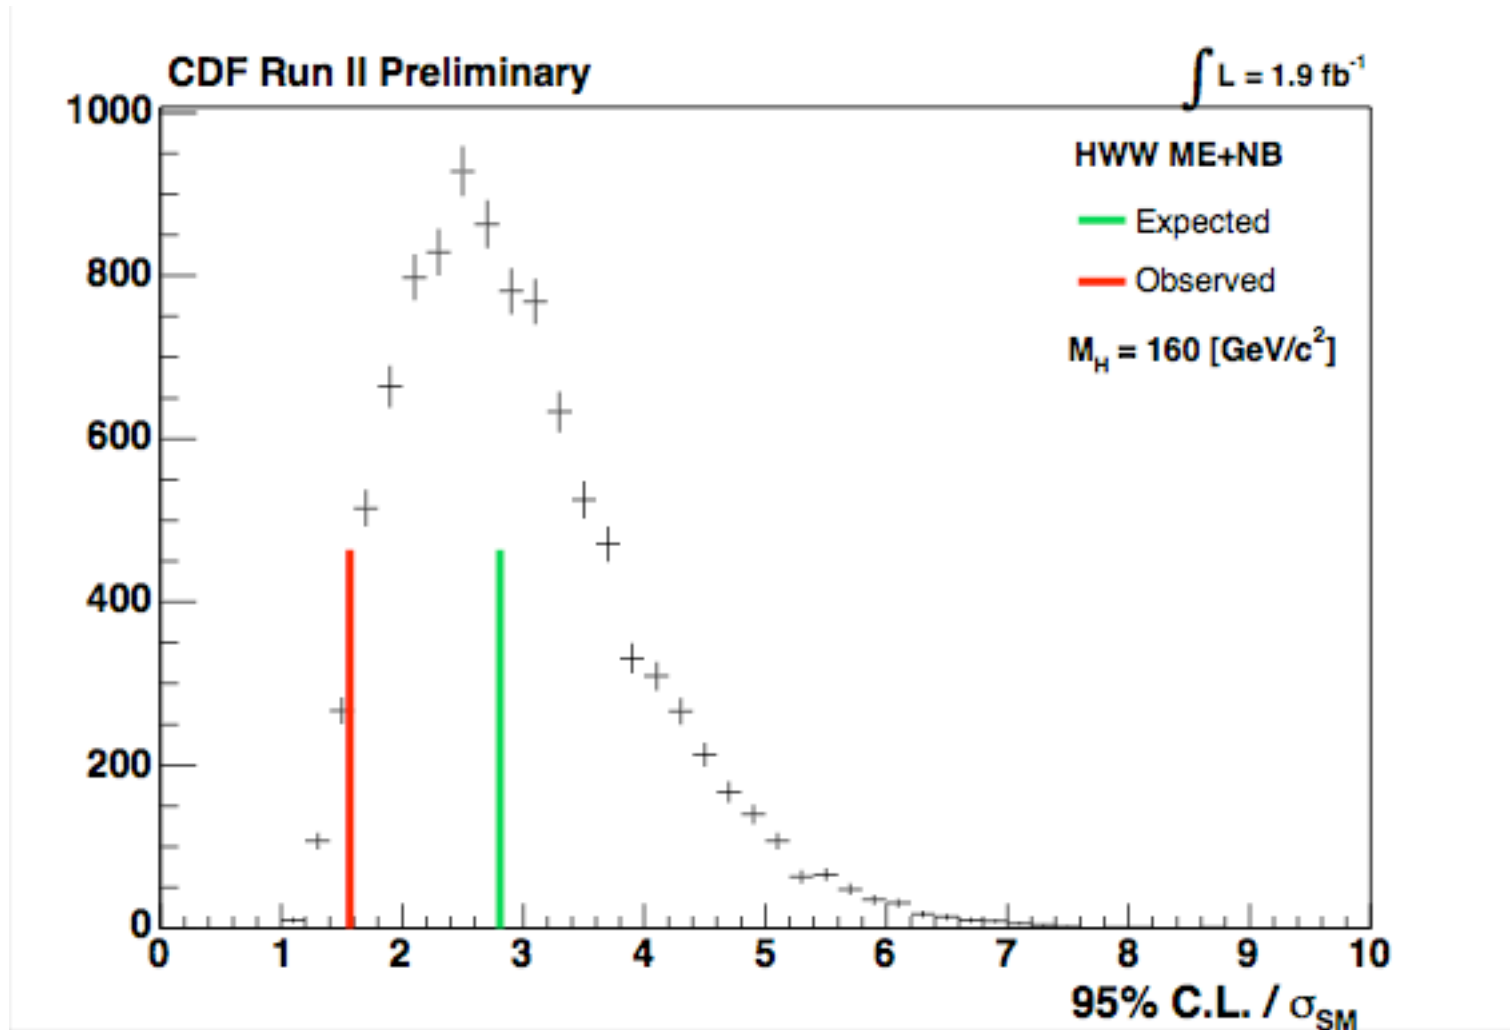 CDF Run II Preliminary
∫ L = 1.9 fb⁻¹
HWW ME+NB
Expected
Observed
M_H = 160 [GeV/c²]
1000
800
600
400
200
0
0 1 2 3 4 5 6 7 8 9 10
95% C.L. / σ_SM